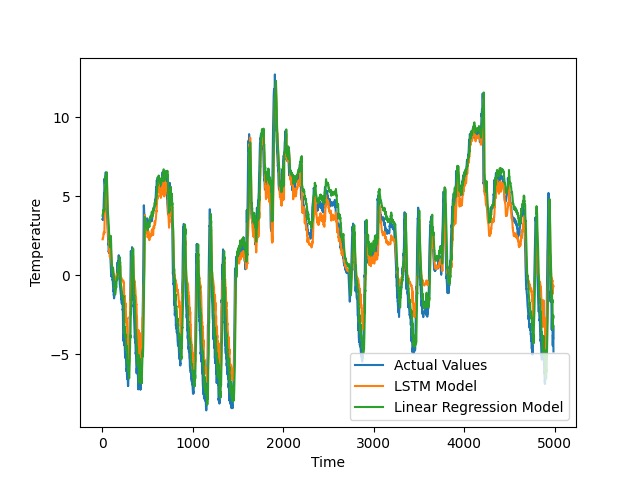 10
5
0
−5
Temperature
0
1000
2000
3000
4000
5000
Time
Actual Values
LSTM Model
Linear Regression Model